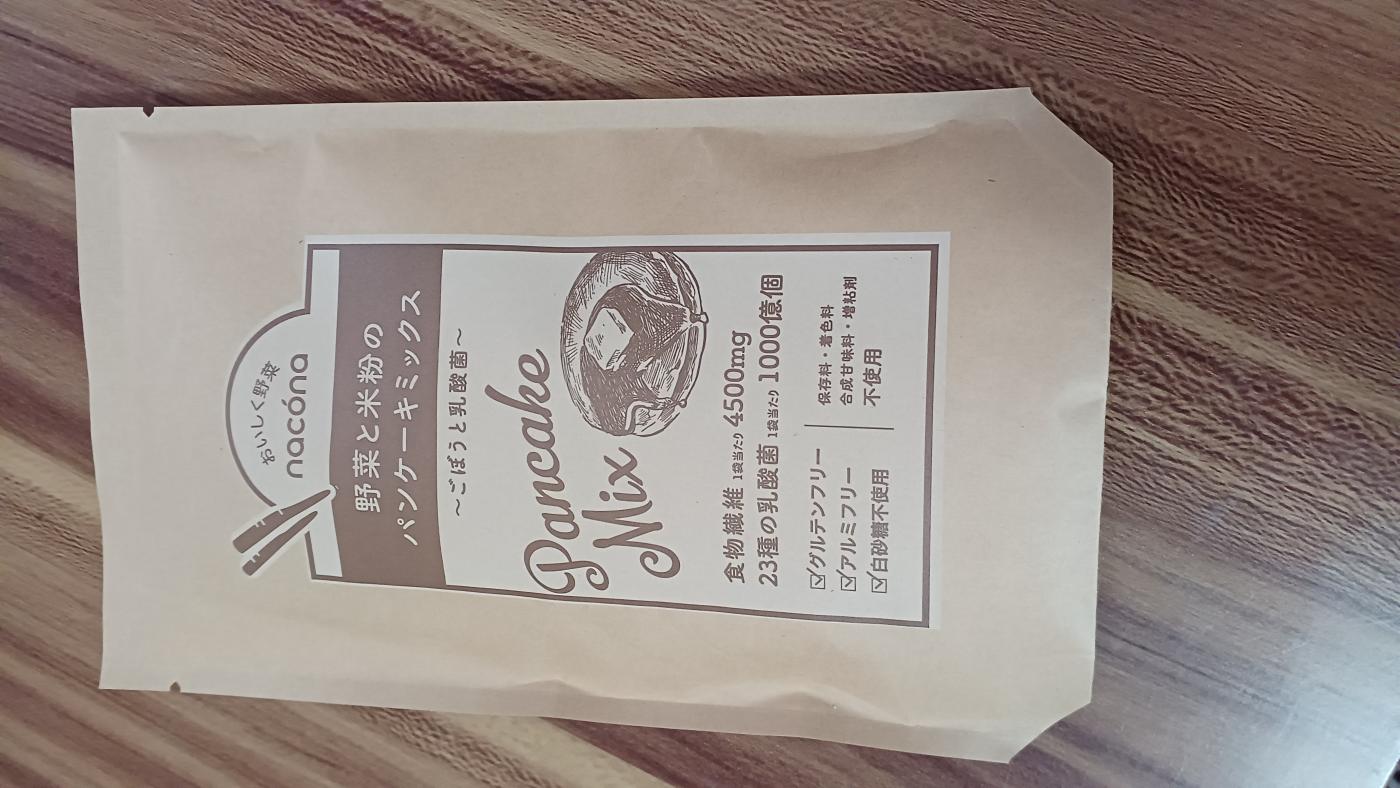 おいしく野菜
nacóna
野菜と米粉の
パンケーキミックス
～ごぼうと乳酸菌～
Pancake
Mix
食物繊維 1袋当たり 4500mg
23種の乳酸菌 1袋当たり 1000億個
☑グルテンフリー
☑アルミフリー
☑白砂糖不使用
保存料・着色料
合成甘味料・増粘剤
不使用